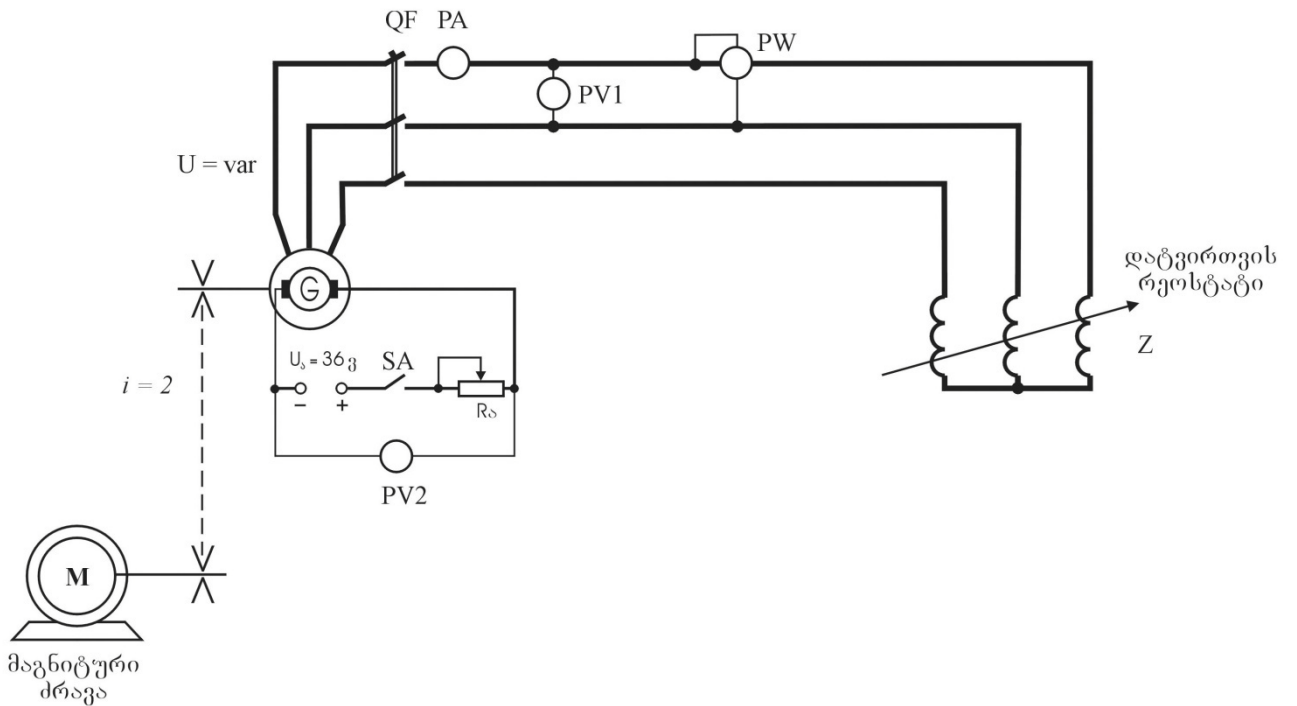 QF PA
PW
PV1
U = var
G
დატვირთვის
რეოსტატი
Z
Uა = 36 ვ
SA
i = 2
– +
Rა
PV2
M
მაგნიტური
ძრავა